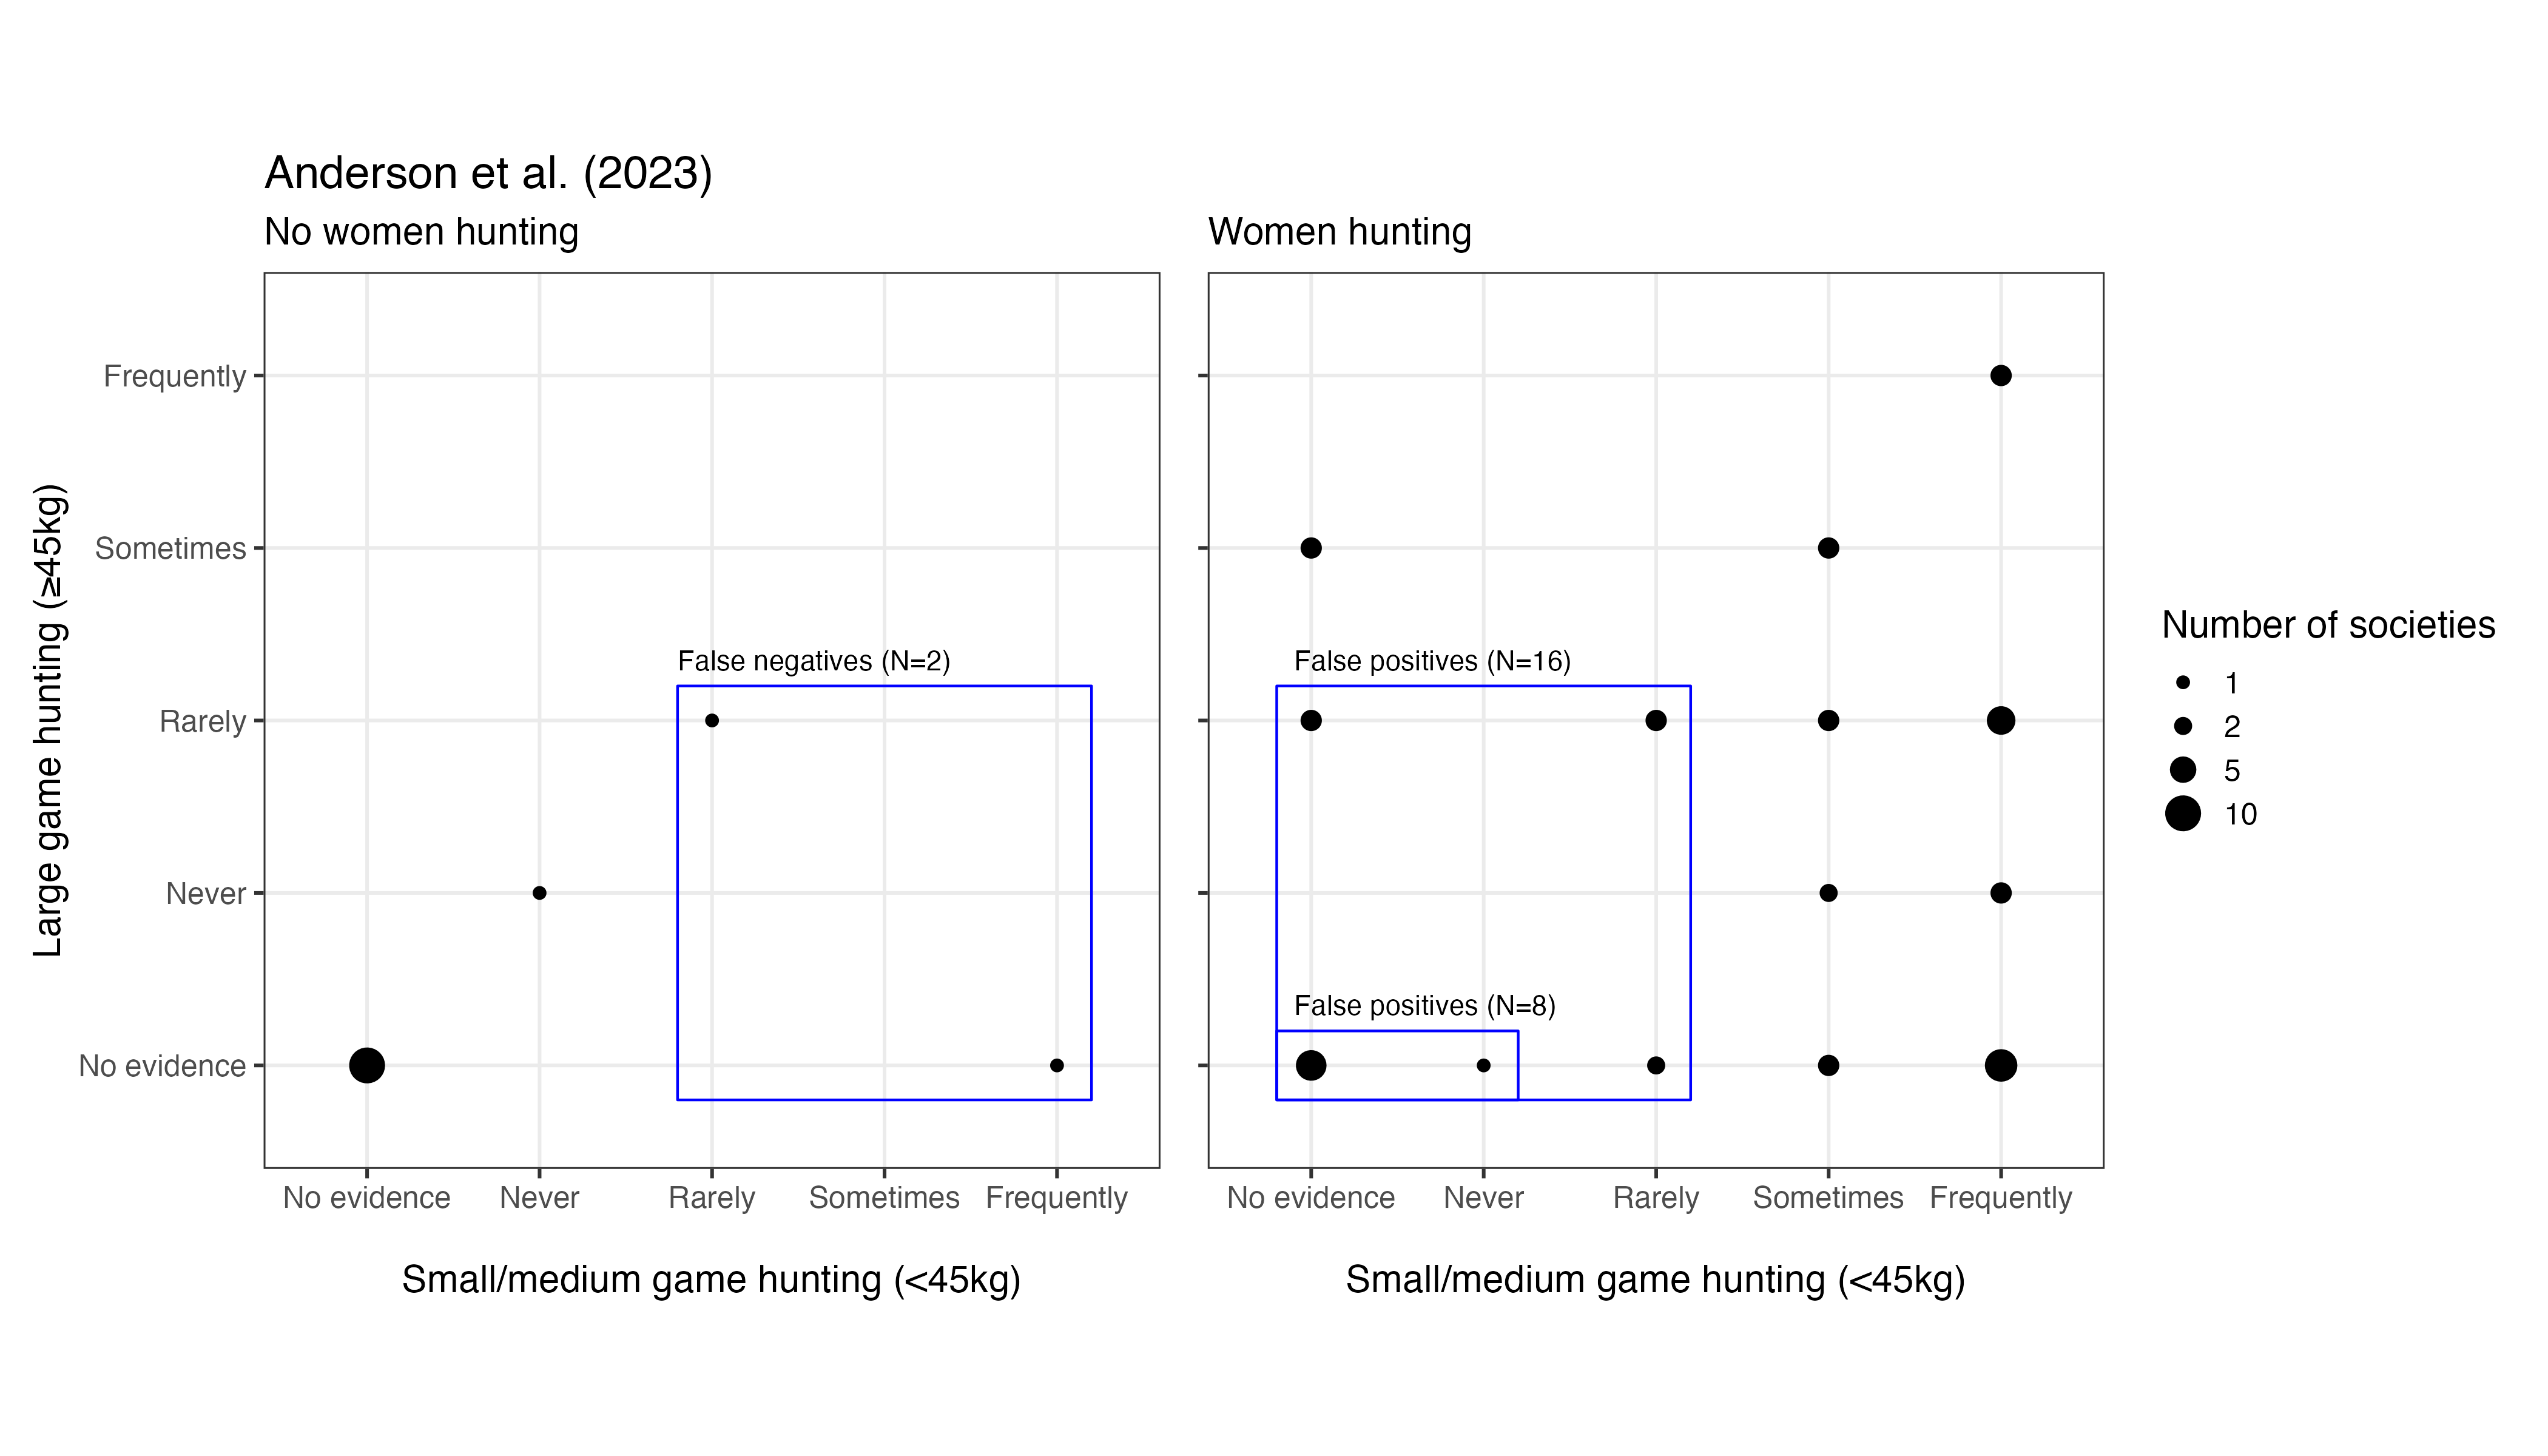 Anderson et al. (2023)
No women hunting
Women hunting
Large game hunting (≥45kg)
Frequently
Sometimes
Rarely
Never
No evidence
False negatives (N=2)
False positives (N=16)
False positives (N=8)
No evidence Never Rarely Sometimes Frequently
No evidence Never Rarely Sometimes Frequently
Small/medium game hunting (<45kg)
Small/medium game hunting (<45kg)
Number of societies
1
2
5
10